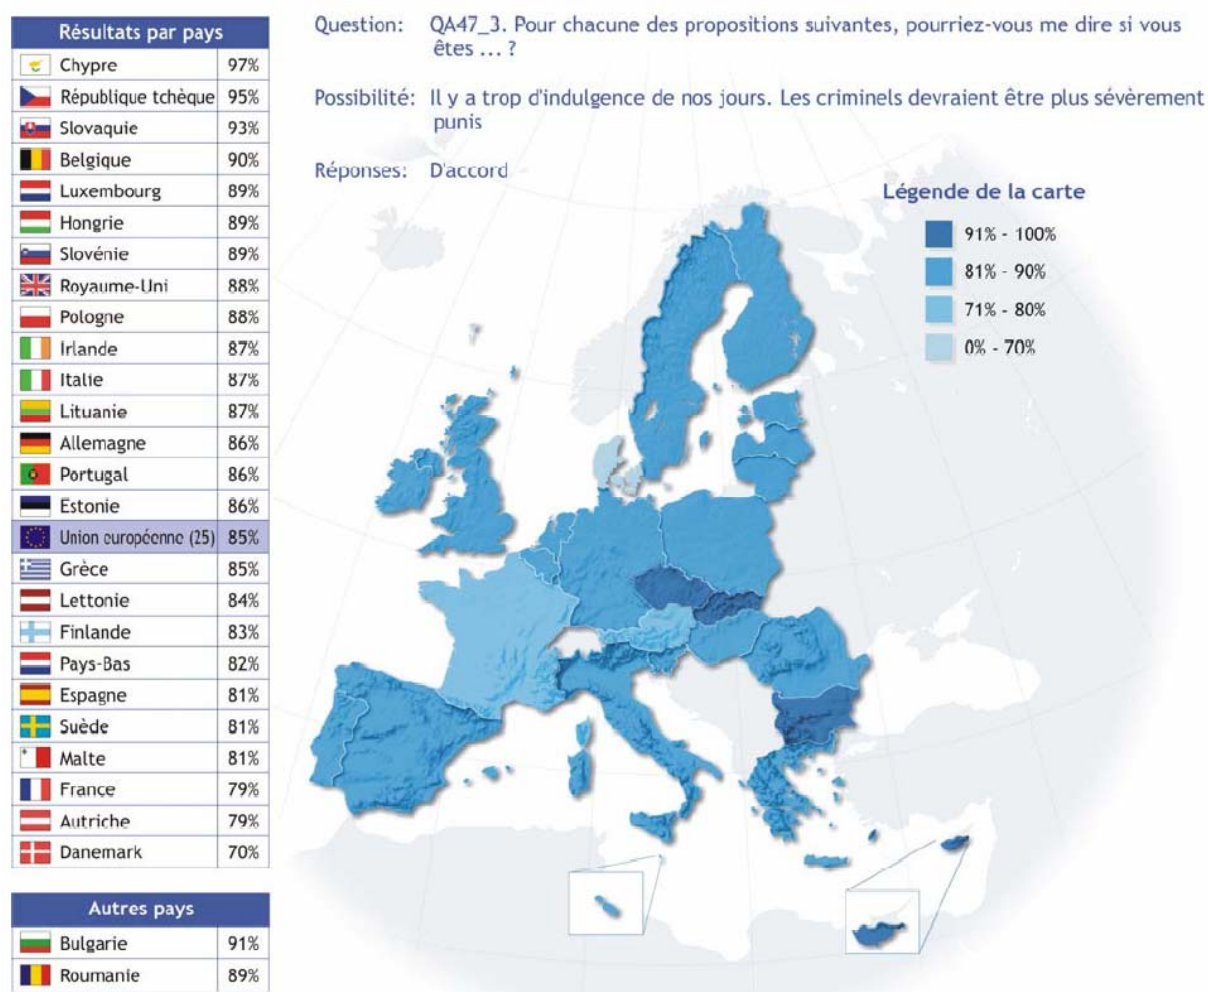 Résultats par pays
Chypre 97%
République tchèque 95%
Slovaquie 93%
Belgique 90%
Luxembourg 89%
Hongrie 89%
Slovénie 89%
Royaume-Uni 88%
Pologne 88%
Irlande 87%
Italie 87%
Lituanie 87%
Allemagne 86%
Portugal 86%
Estonie 86%
Union européenne (25) 85%
Grèce 85%
Lettonie 84%
Finlande 83%
Pays-Bas 82%
Espagne 81%
Suède 81%
Malte 81%
France 79%
Autriche 79%
Danemark 70%
Autres pays
Bulgarie 91%
Roumanie 89%
Question: QA47_3. Pour chacune des propositions suivantes, pourriez-vous me dire si vous
êtes ... ?
Possibilité: Il y a trop d'indulgence de nos jours. Les criminels devraient être plus sévèrement
punis
Réponses: D'accord
Légende de la carte
91% - 100%
81% - 90%
71% - 80%
0% - 70%